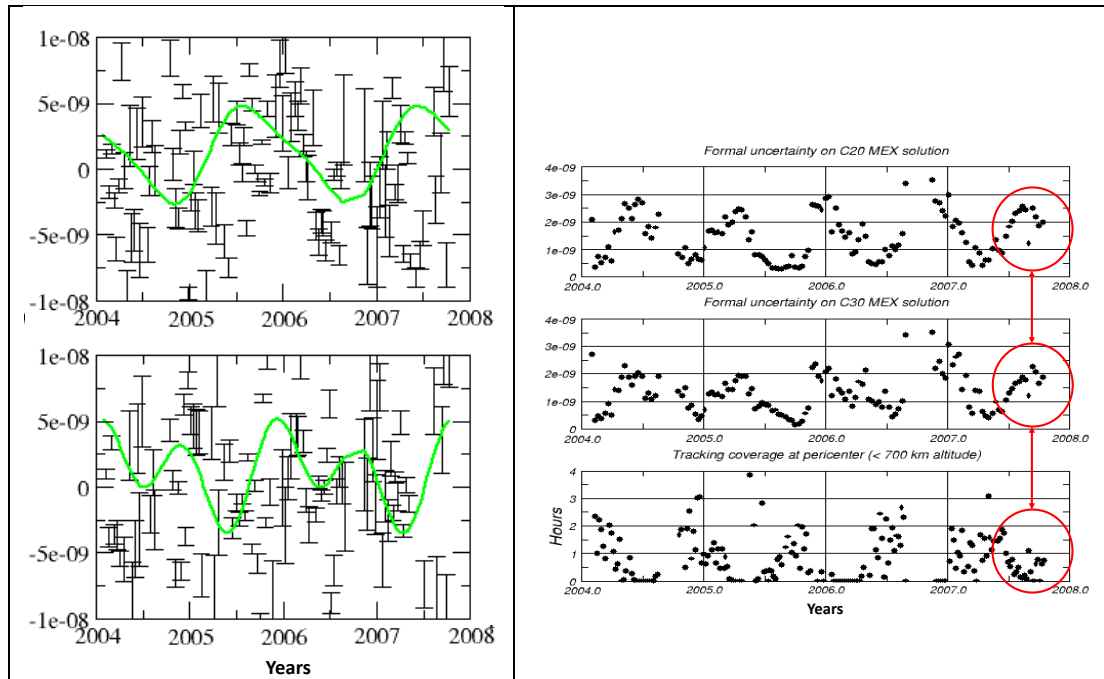 1e-08
5e-09
0
-5e-09
-1e-08
2004 2005 2006 2007 2008
1e-08
5e-09
0
-5e-09
-1e-08
2004 2005 2006 2007 2008
Years
Formal uncertainty on C20 MEX solution
4e-09
3e-09
2e-09
1e-09
0
2004.0 2005.0 2006.0 2007.0 2008.0
Formal uncertainty on C30 MEX solution
4e-09
3e-09
2e-09
1e-09
0
2004.0 2005.0 2006.0 2007.0 2008.0
Tracking coverage at pericenter (< 700 km altitude)
4
3
2
1
0
Hours
2004.0 2005.0 2006.0 2007.0 2008.0
Years